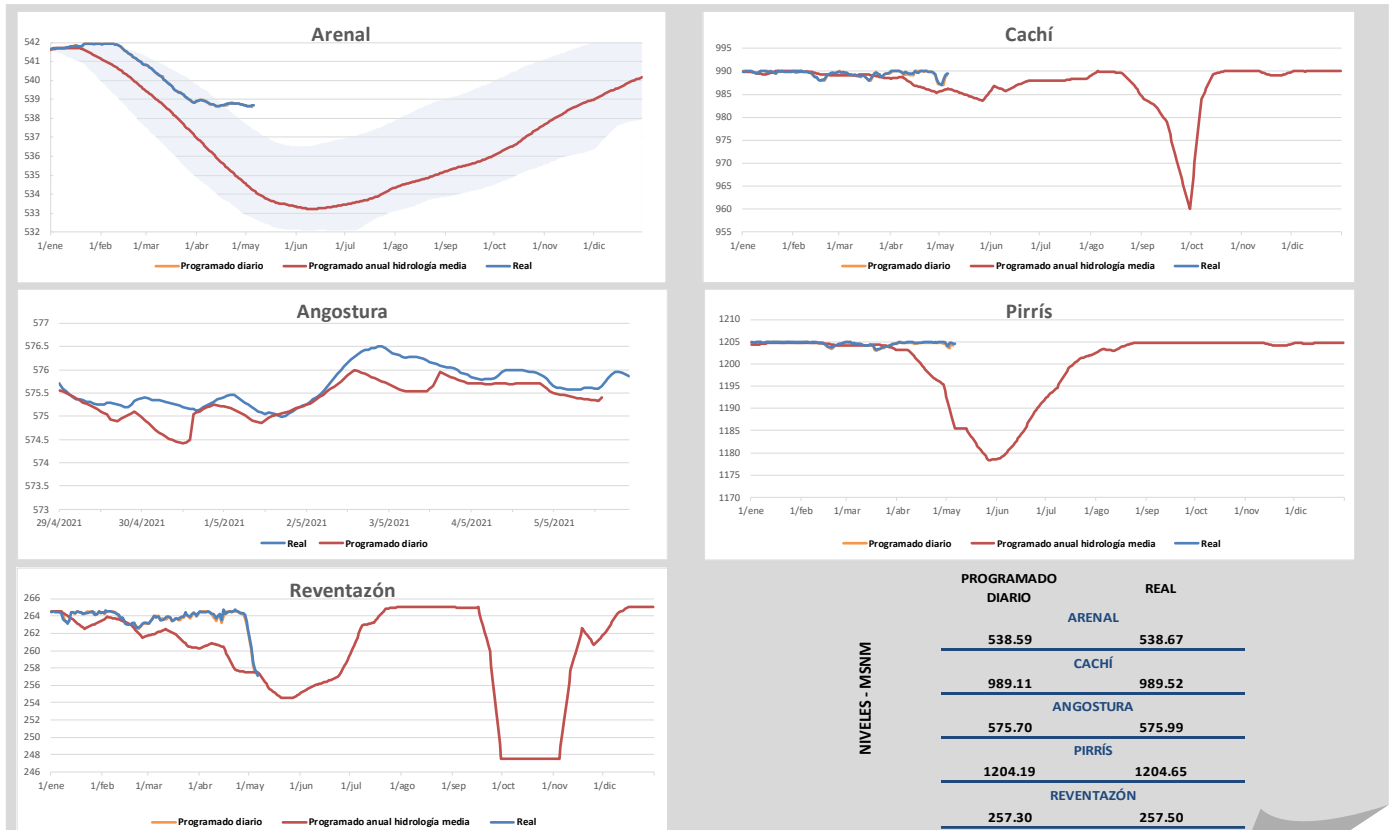 Arenal
542
541
540
539
538
537
536
535
534
533
532
1/ene 1/feb 1/mar 1/abr 1/may 1/jun 1/jul 1/ago 1/sep 1/oct 1/nov 1/dic
Programado diario Programado anual hidrología media Real
Cachí
995
990
985
980
975
970
965
960
955
1/ene 1/feb 1/mar 1/abr 1/may 1/jun 1/jul 1/ago 1/sep 1/oct 1/nov 1/dic
Programado diario Programado anual hidrología media Real
Angostura
577
576.5
576
575.5
575
574.5
574
573.5
573
29/4/2021 30/4/2021 1/5/2021 2/5/2021 3/5/2021 4/5/2021 5/5/2021
Real Programado diario
Pirrís
1210
1205
1200
1195
1190
1185
1180
1175
1170
1/ene 1/feb 1/mar 1/abr 1/may 1/jun 1/jul 1/ago 1/sep 1/oct 1/nov 1/dic
Programado diario Programado anual hidrología media Real
Reventazón
266
264
262
260
258
256
254
252
250
248
246
1/ene 1/feb 1/mar 1/abr 1/may 1/jun 1/jul 1/ago 1/sep 1/oct 1/nov 1/dic
Programado diario Programado anual hidrología media Real
NIVELES - MSNM
PROGRAMADO
DIARIO REAL
ARENAL
538.59 538.67
CACHÍ
989.11 989.52
ANGOSTURA
575.70 575.99
PIRRÍS
1204.19 1204.65
REVENTAZÓN
257.30 257.50